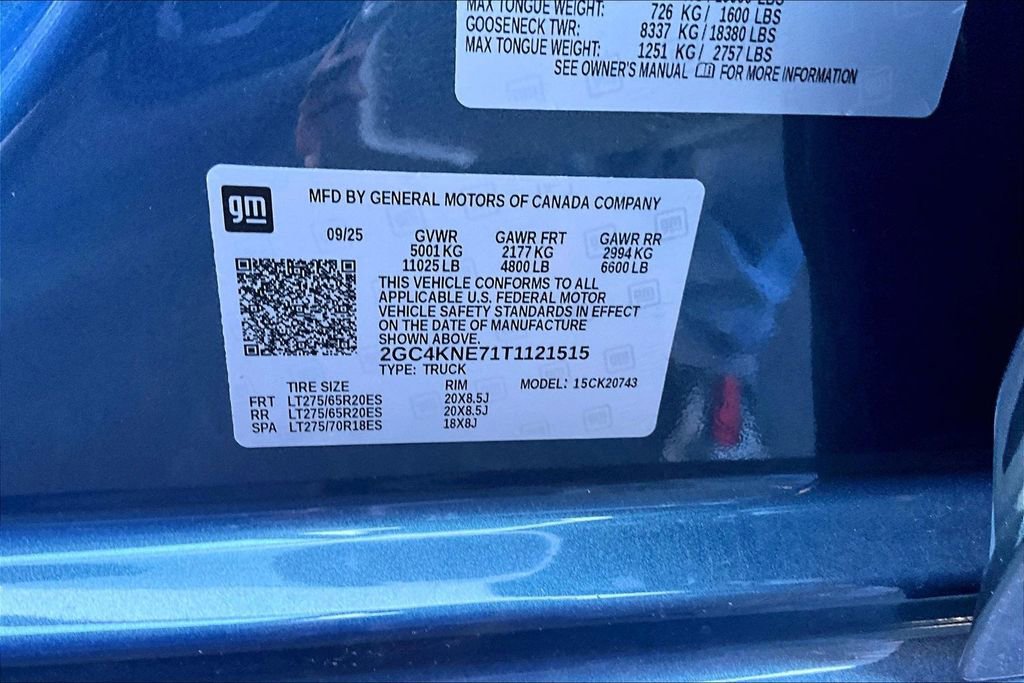 MAX TONGUE WEIGHT: 726 KG/ 1600 LBS
GOOSENECK TWR: 8337 KG/ 18380 LBS
MAX TONGUE WEIGHT: 1251 KG/ 2757 LBS
SEE OWNER'S MANUAL FOR MORE INFORMATION
gm
MFD BY GENERAL MOTORS OF CANADA COMPANY
09/25 GVWR GAWR FRT GAWR RR
5001 KG 2177 KG 2994 KG
11025 LB 4800 LB 6600 LB
THIS VEHICLE CONFORMS TO ALL
APPLICABLE U.S. FEDERAL MOTOR
VEHICLE SAFETY STANDARDS IN EFFECT
ON THE DATE OF MANUFACTURE
SHOWN ABOVE.
2GC4KNE71T1121515
TYPE: TRUCK
TIRE SIZE RIM MODEL: 15CK20743
FRT LT275/65R20ES 20X8.5J
RR LT275/65R20ES 20X8.5J
SPA LT275/70R18ES 18X8J